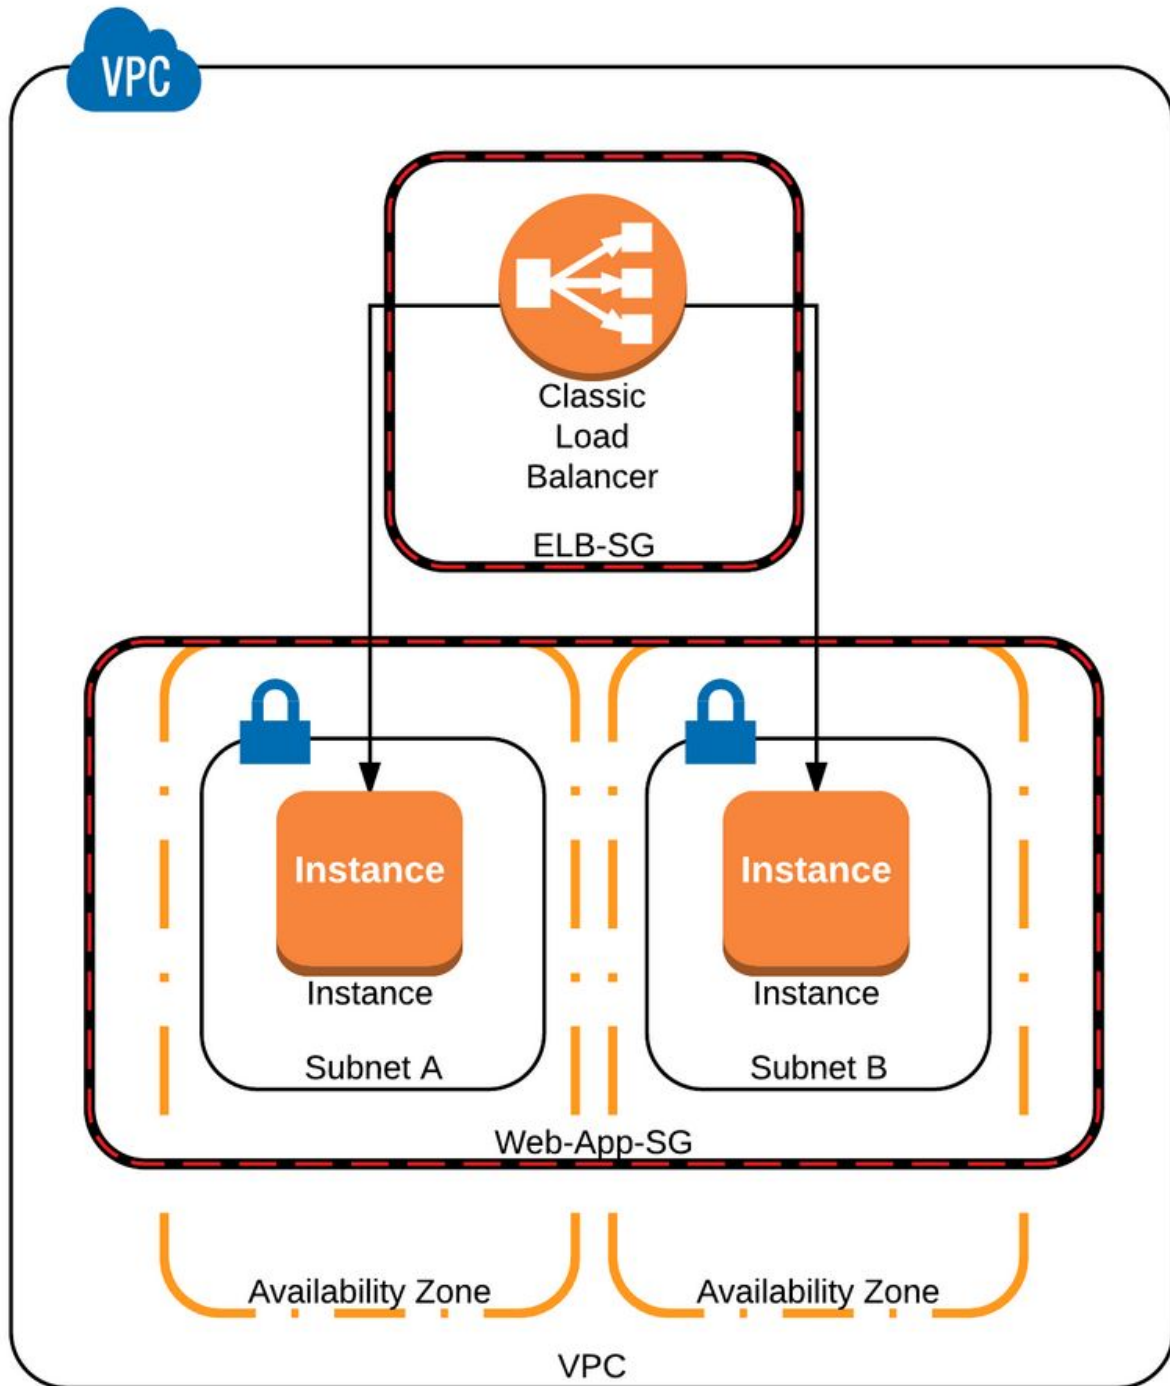 VPC
Classic
Load
Balancer
ELB-SG
Instance
Instance
Subnet A
Instance
Instance
Subnet B
Web-App-SG
Availability Zone
Availability Zone
VPC